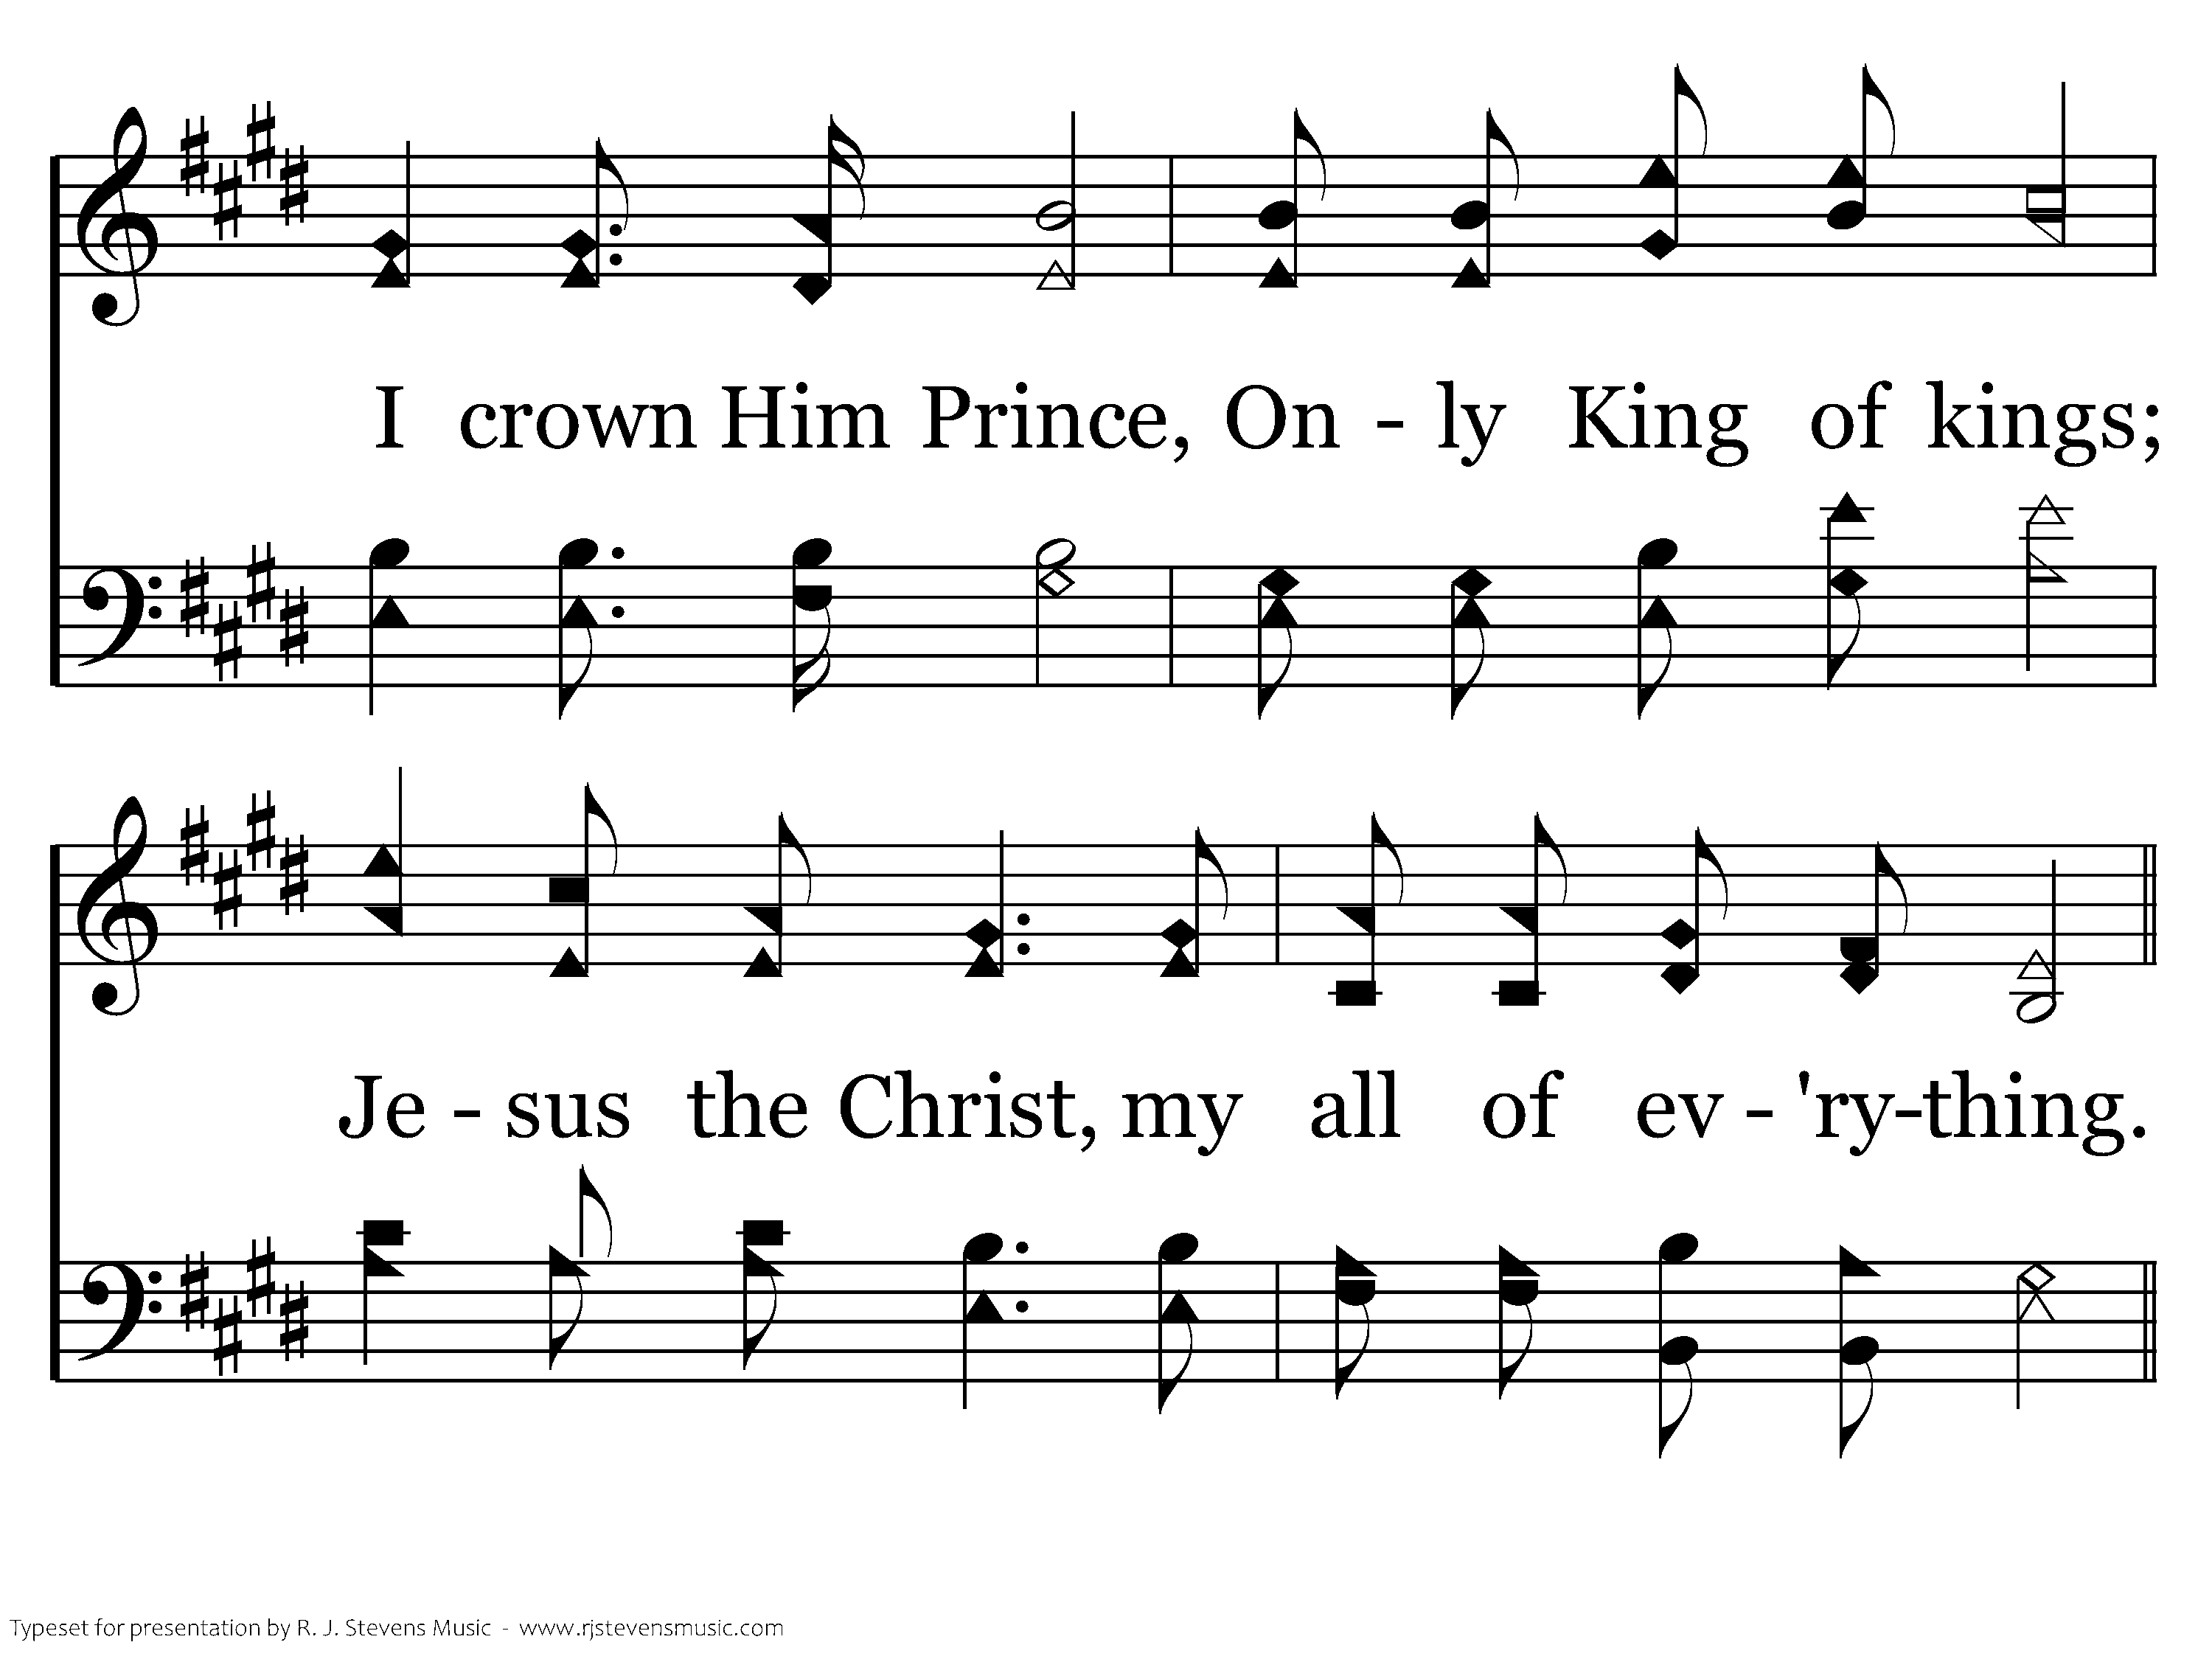 I crown Him Prince, On - ly King of kings;
Je - sus the Christ, my all of ev - 'ry-thing.
Typeset for presentation by R. J. Stevens Music - www.rjstevensmusic.com